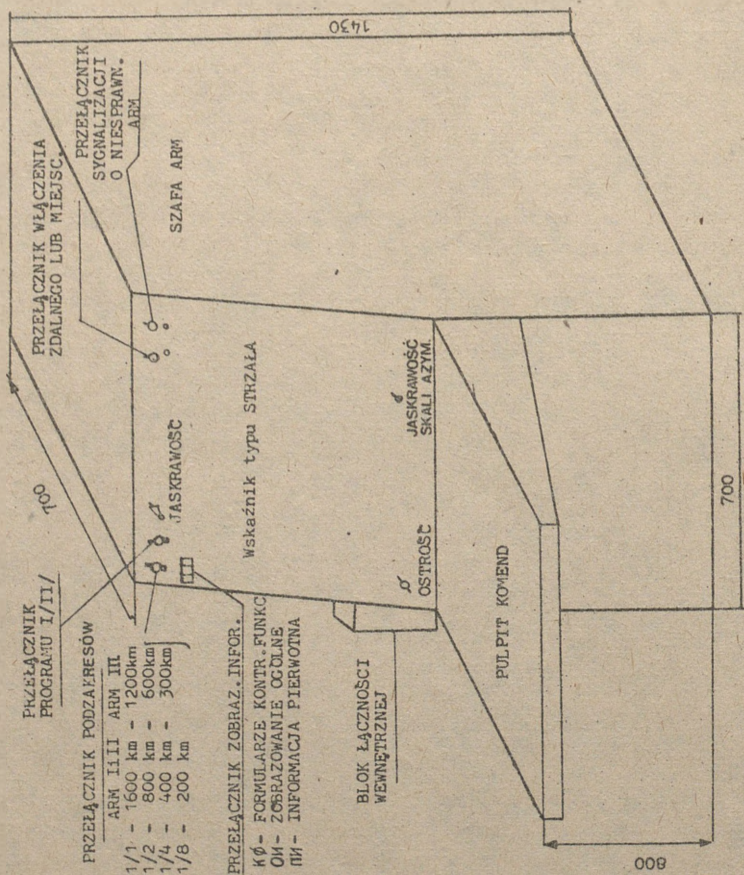 PRZEŁĄCZNIK
PROGRAMU I/II/
PRZEŁĄCZNIK PODZAKRESÓW
ARM IiII ARM III
1/1 - 1600 km - 1200km
1/2 - 800 km - 600km
1/4 - 400 km - 300km
1/8 - 200 km
PRZEŁĄCZNIK ZOBRAZ.INFOR.
КФ - FORMULARZE KONTR.FUNKC
ОИ - ZOBRAZOWANIE OGÓLNE
ПИ - INFORMACJA PIERWOTNA
BLOK ŁĄCZNOŚCI
WEWNĘTRZNEJ
700
JASKRAWOŚĆ
Wskaźnik typu STRZAŁA
OSTROŚĆ
JASKRAWOŚĆ
SKALI AZYM.
PULPIT KOMEND
PRZEŁĄCZNIK WŁĄCZENIA
ZDALNEGO LUB MIEJSC.
PRZEŁĄCZNIK
SYGNALIZACJI
O NIESPRAWN.
ARM
SZAFA ARM
1430
800
700